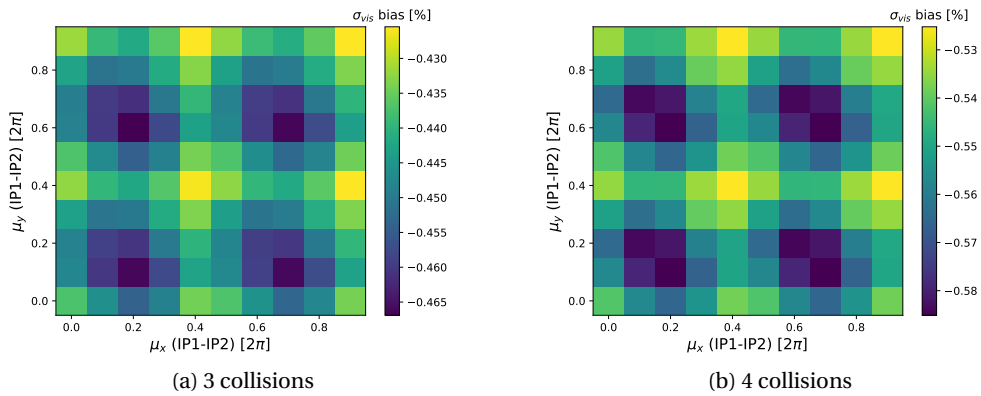 σvis bias [%]
0.8
0.6
0.4
0.2
0.0
μy (IP1-IP2) [2π]
0.0 0.2 0.4 0.6 0.8
μx (IP1-IP2) [2π]
−0.430
−0.435
−0.440
−0.445
−0.450
−0.455
−0.460
−0.465
(a) 3 collisions
σvis bias [%]
0.8
0.6
0.4
0.2
0.0
μy (IP1-IP2) [2π]
0.0 0.2 0.4 0.6 0.8
μx (IP1-IP2) [2π]
−0.53
−0.54
−0.55
−0.56
−0.57
−0.58
(b) 4 collisions